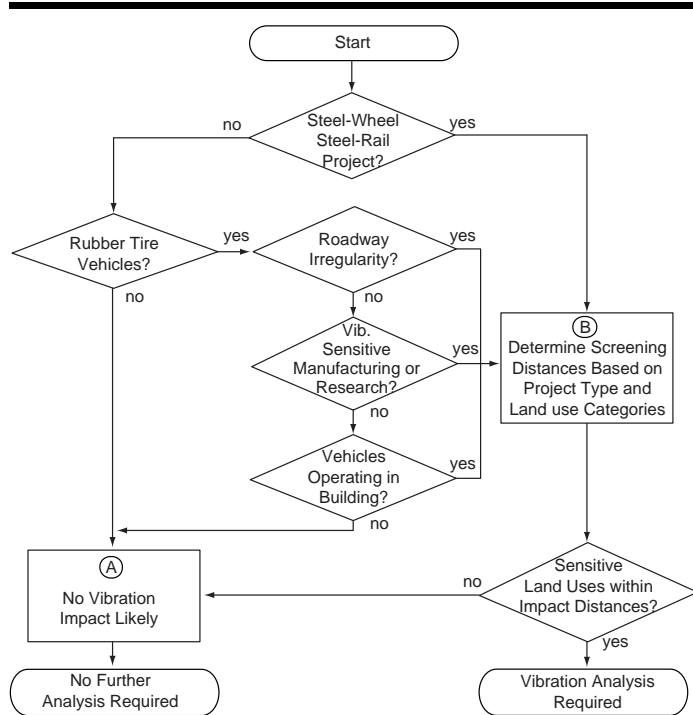 Start
Steel-Wheel
Steel-Rail
Project?
no
yes
Rubber Tire
Vehicles?
yes
no
Roadway
Irregularity?
yes
no
Vib.
Sensitive
Manufacturing or
Research?
yes
no
Vehicles
Operating in
Building?
yes
no
B
Determine Screening
Distances Based on
Project Type and
Land use Categories
Sensitive
Land Uses within
Impact Distances?
no
yes
A
No Vibration
Impact Likely
No Further
Analysis Required
Vibration Analysis
Required